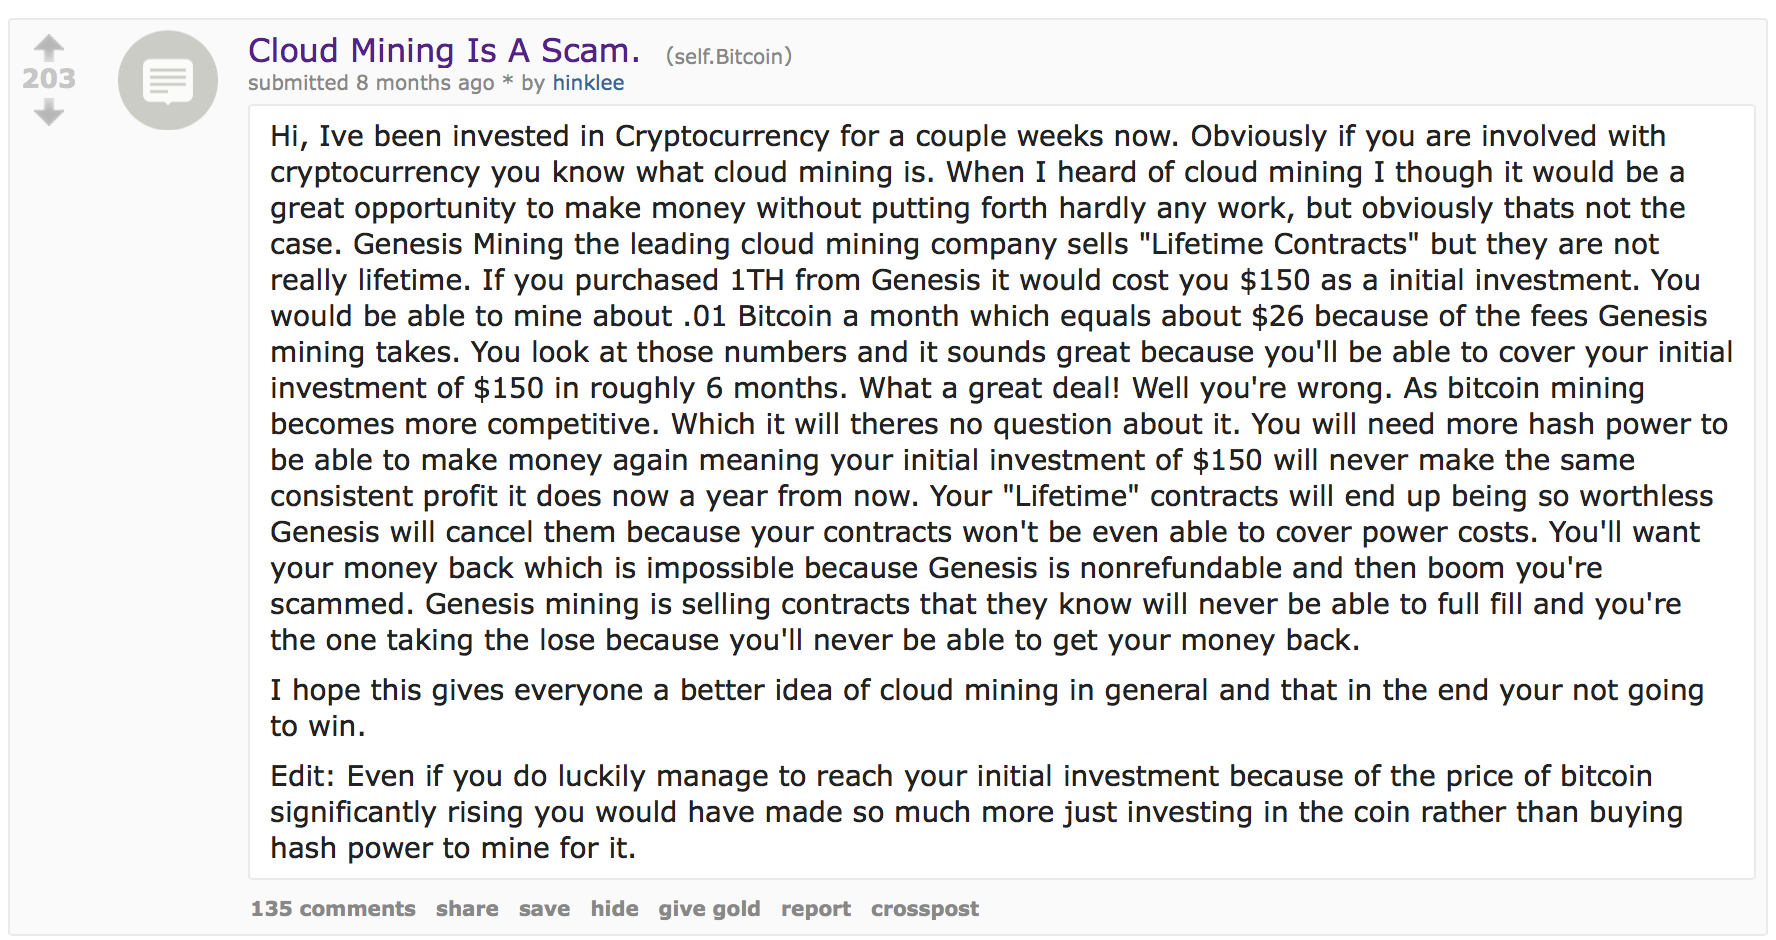 Cloud Mining Is A Scam. (self.Bitcoin)
203
submitted 8 months ago * by hinklee
Hi, Ive been invested in Cryptocurrency for a couple weeks now. Obviously if you are involved with
cryptocurrency you know what cloud mining is. When I heard of cloud mining I though it would be a
great opportunity to make money without putting forth hardly any work, but obviously thats not the
case. Genesis Mining the leading cloud mining company sells "Lifetime Contracts" but they are not
really lifetime. If you purchased 1TH from Genesis it would cost you $150 as a initial investment. You
would be able to mine about .01 Bitcoin a month which equals about $26 because of the fees Genesis
mining takes. You look at those numbers and it sounds great because you'll be able to cover your initial
investment of $150 in roughly 6 months. What a great deal! Well you're wrong. As bitcoin mining
becomes more competitive. Which it will theres no question about it. You will need more hash power to
be able to make money again meaning your initial investment of $150 will never make the same
consistent profit it does now a year from now. Your "Lifetime" contracts will end up being so worthless
Genesis will cancel them because your contracts won't be even able to cover power costs. You'll want
your money back which is impossible because Genesis is nonrefundable and then boom you're
scammed. Genesis mining is selling contracts that they know will never be able to full fill and you're
the one taking the lose because you'll never be able to get your money back.
I hope this gives everyone a better idea of cloud mining in general and that in the end your not going
to win.
Edit: Even if you do luckily manage to reach your initial investment because of the price of bitcoin
significantly rising you would have made so much more just investing in the coin rather than buying
hash power to mine for it.
135 comments share save hide give gold report crosspost